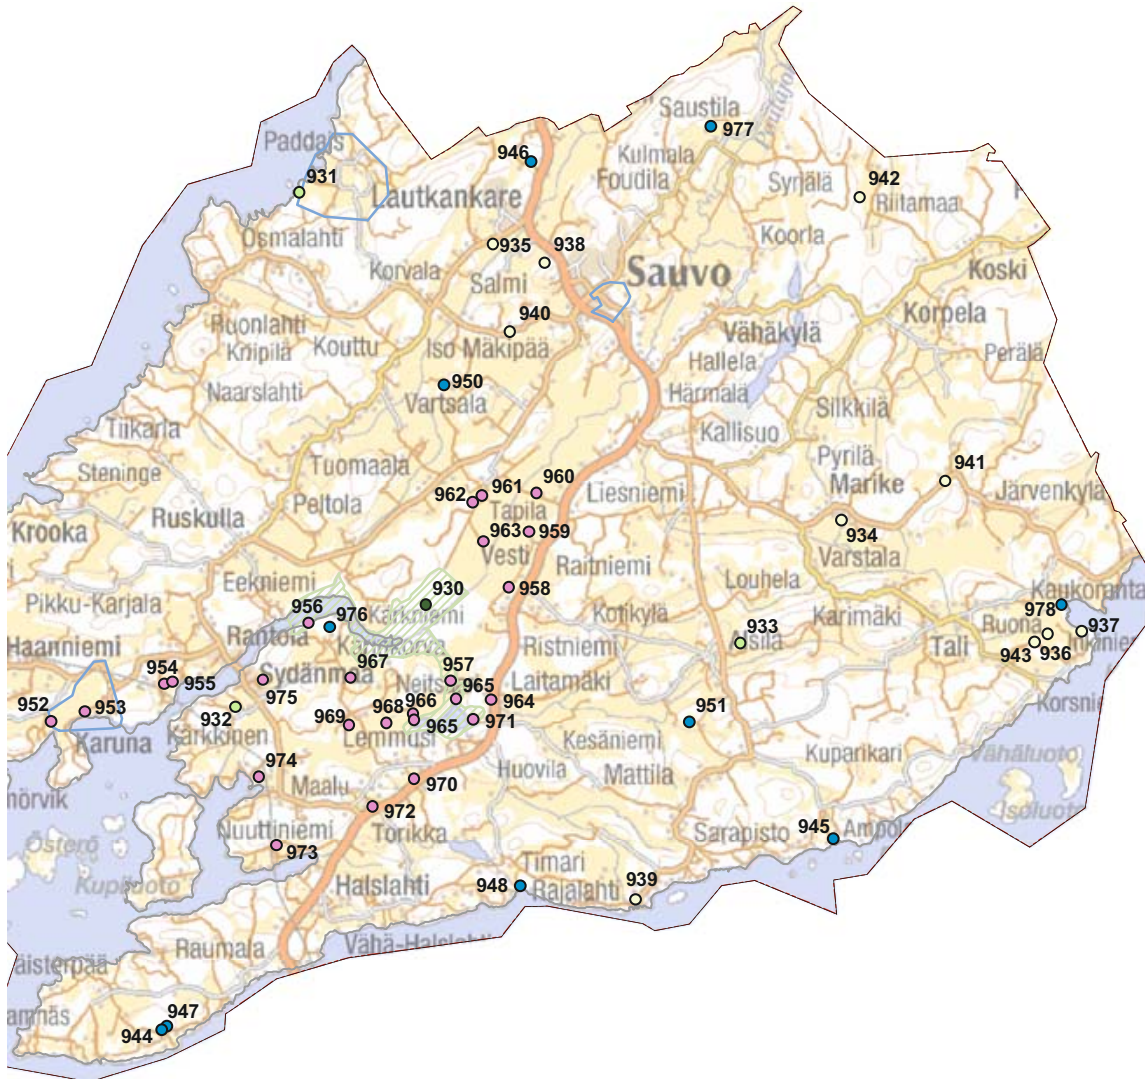 Saustila
977
Paddais
946
Kulmala
Foudila
931
Syrjälä
942
Lautkankare
Riitamaa
Osmalahti
935
938
Koorla
Korvala
Salmi
Sauvo
Koski
940
Ruonlahti
Knipilä
Kouttu
Iso Mäkipää
Vähäkylä
Korpela
Perälä
Hallela
Naarslahti
950
Vartsala
Härmälä
Silkkilä
Tiikarla
Kallisuo
Steninge
Tuomaala
Pyrilä
Marike
941
Peltola
962
961
960
Liesniemi
Järvenkylä
Tapila
Krooka
Ruskulla
963
959
934
Vesti
Varstala
Raitniemi
Eekniemi
Louhela
958
Pikku-Karjala
956
976
930
Kärkniemi
Kotikylä
Karimäki
978
Rantola
933
Ruona
937
Haanniemi
Ristniemi
Tali
943
936
954
955
Sydänmaa
967
957
Laitamäki
975
965
964
952
953
932
966
951
969
968
965
971
Karuna
Kärkkinen
Lemmusi
Kesäniemi
Kuparikari
Vähäluoto
974
Maalu
970
Huovila
Mattila
972
Isoluoto
Nuuttiniemi
Torikka
Sarapisto
945
Österö
973
Timari
Kupiluoto
Halslahti
948
Rajalahti
939
Raumala
947
944